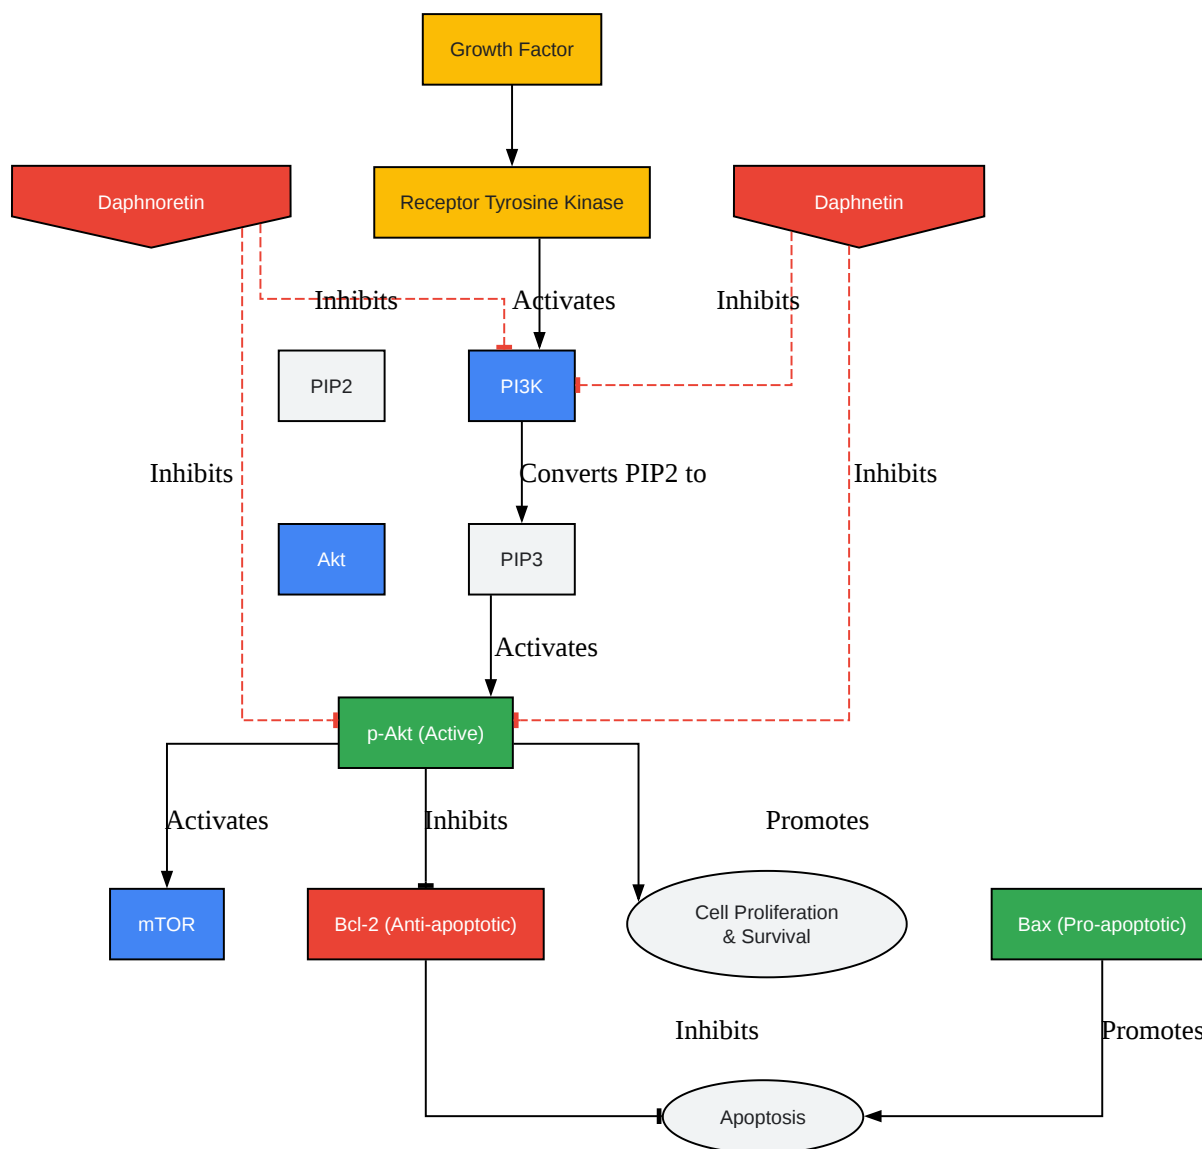 Growth Factor
Daphnoretin
Receptor Tyrosine Kinase
Daphnetin
Inhibits
Activates
Inhibits
PIP2
PI3K
Inhibits
Converts PIP2 to
Inhibits
Akt
PIP3
Activates
p-Akt (Active)
Activates
Inhibits
Promotes
mTOR
Bcl-2 (Anti-apoptotic)
Cell Proliferation
& Survival
Bax (Pro-apoptotic)
Inhibits
Promotes
Apoptosis